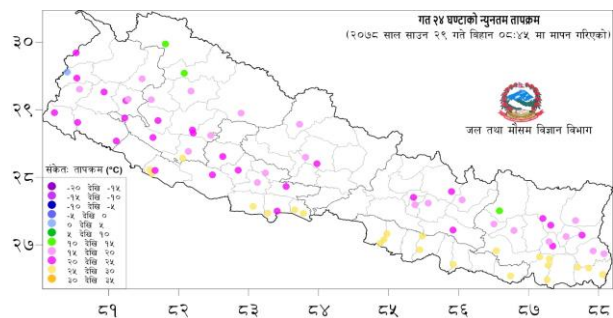 गत २४ घण्टाको न्युनतम तापक्रम
(२०७८ साल साउन २९ गते बिहान ०८:४५ मा मापन गरिएको)
जल तथा मौसम विज्ञान विभाग
३०
२९
२८
२७
संकेतः तापक्रम (°C)
-२० देखि -१५
-१५ देखि -१०
-१० देखि -५
-५ देखि ०
० देखि ५
५ देखि १०
१० देखि १५
१५ देखि २०
२० देखि २५
२५ देखि ३०
३० देखि ३५
८१ ८२ ८३ ८४ ८५ ८६ ८७ ८८